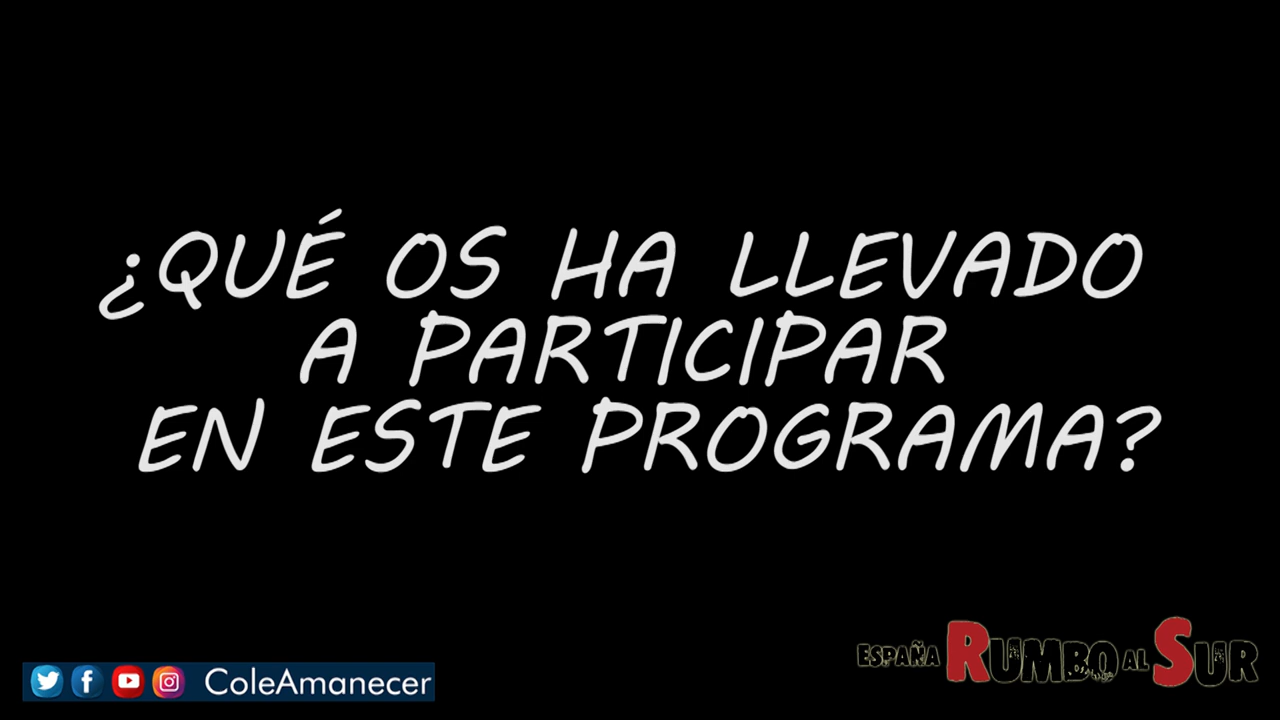 ¿QUÉ OS HA LLEVADO
A PARTICIPAR
EN ESTE PROGRAMA?
ColeAmanecer
ESPAÑA RUMBO AL SUR